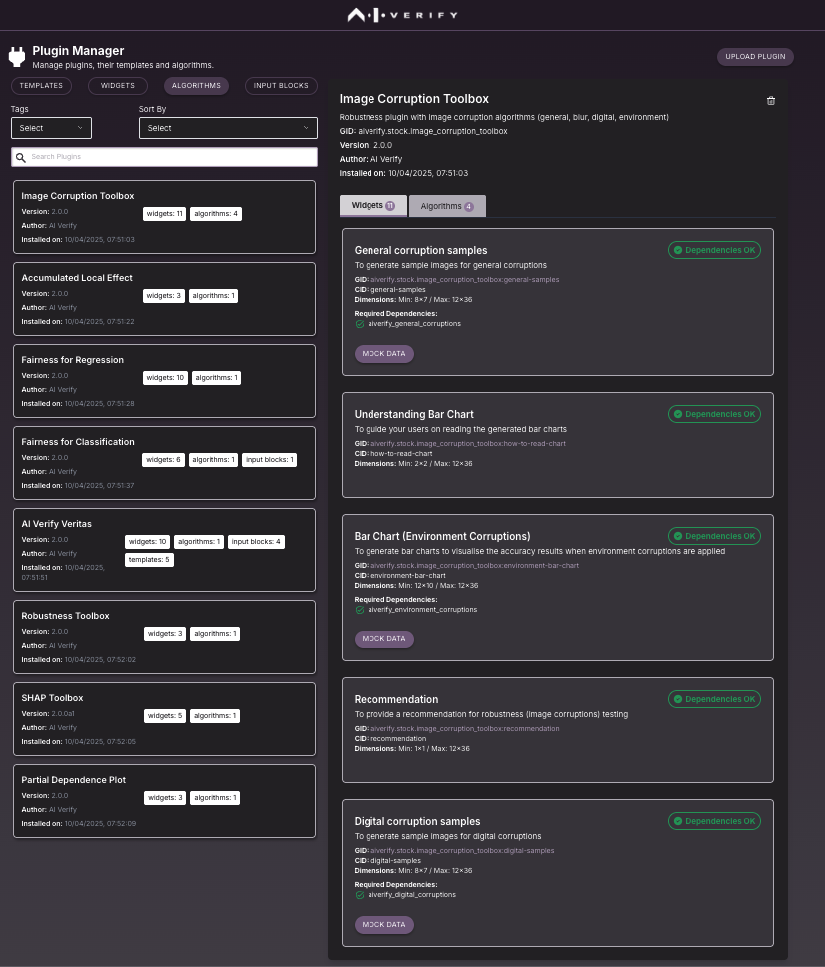 AI VERIFY
Plugin Manager
Manage plugins, their templates and algorithms.
UPLOAD PLUGIN
TEMPLATES WIDGETS ALGORITHMS INPUT BLOCKS
Tags Sort By
Select Select
Search Plugins
Image Corruption Toolbox
Version: 2.0.0
Author: AI Verify
Installed on: 10/04/2025, 07:51:03
widgets: 11 algorithms: 4
Accumulated Local Effect
Version: 2.0.0
Author: AI Verify
Installed on: 10/04/2025, 07:51:22
widgets: 3 algorithms: 1
Fairness for Regression
Version: 2.0.0
Author: AI Verify
Installed on: 10/04/2025, 07:51:28
widgets: 10 algorithms: 1
Fairness for Classification
Version: 2.0.0
Author: AI Verify
Installed on: 10/04/2025, 07:51:37
widgets: 6 algorithms: 1 input blocks: 1
AI Verify Veritas
Version: 2.0.0
Author: AI Verify
Installed on: 10/04/2025,
07:51:51
widgets: 10 algorithms: 1 input blocks: 4
templates: 5
Robustness Toolbox
Version: 2.0.0
Author: AI Verify
Installed on: 10/04/2025, 07:52:02
widgets: 3 algorithms: 1
SHAP Toolbox
Version: 2.0.0a1
Author: AI Verify
Installed on: 10/04/2025, 07:52:05
widgets: 5 algorithms: 1
Partial Dependence Plot
Version: 2.0.0
Author: AI Verify
Installed on: 10/04/2025, 07:52:09
widgets: 3 algorithms: 1
Image Corruption Toolbox
Robustness plugin with image corruption algorithms (general, blur, digital, environment)
GID: aiverify.stock.image_corruption_toolbox
Version 2.0.0
Author: AI Verify
Installed on: 10/04/2025, 07:51:03
Widgets 11 Algorithms 4
General corruption samples
Dependencies OK
To generate sample images for general corruptions
GID: aiverify.stock.image_corruption_toolbox:general-samples
CID: general-samples
Dimensions: Min: 8×7 / Max: 12×36
Required Dependencies:
aiverify_general_corruptions
MOCK DATA
Understanding Bar Chart
Dependencies OK
To guide your users on reading the generated bar charts
GID: aiverify.stock.image_corruption_toolbox:how-to-read-chart
CID: how-to-read-chart
Dimensions: Min: 2×2 / Max: 12×36
Bar Chart (Environment Corruptions)
Dependencies OK
To generate bar charts to visualise the accuracy results when environment corruptions are applied
GID: aiverify.stock.image_corruption_toolbox:environment-bar-chart
CID: environment-bar-chart
Dimensions: Min: 12×10 / Max: 12×36
Required Dependencies:
aiverify_environment_corruptions
MOCK DATA
Recommendation
Dependencies OK
To provide a recommendation for robustness (image corruptions) testing
GID: aiverify.stock.image_corruption_toolbox:recommendation
CID: recommendation
Dimensions: Min: 1×1 / Max: 12×36
Digital corruption samples
Dependencies OK
To generate sample images for digital corruptions
GID: aiverify.stock.image_corruption_toolbox:digital-samples
CID: digital-samples
Dimensions: Min: 8×7 / Max: 12×36
Required Dependencies:
aiverify_digital_corruptions
MOCK DATA